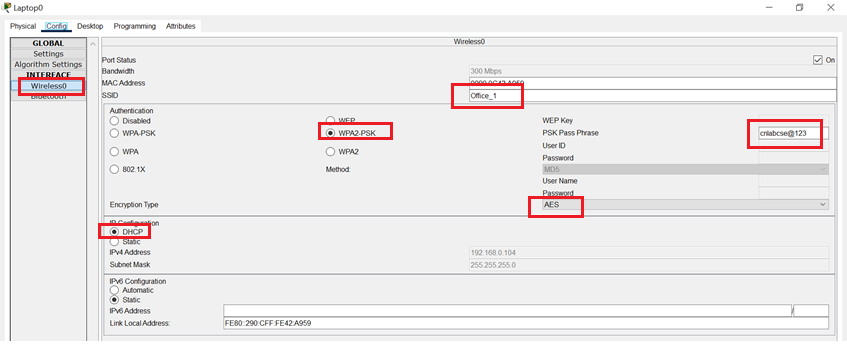 Laptop0
Physical Config Desktop Programming Attributes
GLOBAL
Settings
Algorithm Settings
INTERFACE
Wireless0
Bluetooth
Wireless0
Port Status On
Bandwidth 300 Mbps
MAC Address 0090.0C42.A959
SSID Office_1
Authentication
Disabled WEP WEP Key
WPA-PSK WPA2-PSK PSK Pass Phrase cnlabcse@123
User ID
WPA WPA2 Password
802.1X Method: MD5
User Name
Password
Encryption Type AES
IP Configuration
DHCP
Static
IPv4 Address 192.168.0.104
Subnet Mask 255.255.255.0
IPv6 Configuration
Automatic
Static
IPv6 Address /
Link Local Address: FE80::290:CFF:FE42:A959